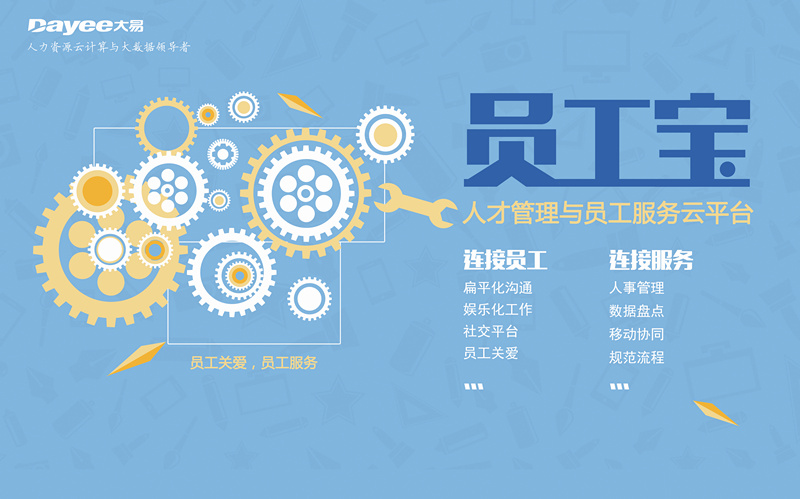 Dayee大易
人力资源云计算与大数据领导者
员工宝
人才管理与员工服务云平台
连接员工
扁平化沟通
娱乐化工作
社交平台
员工关爱
连接服务
人事管理
数据盘点
移动协同
规范流程
员工关爱，员工服务